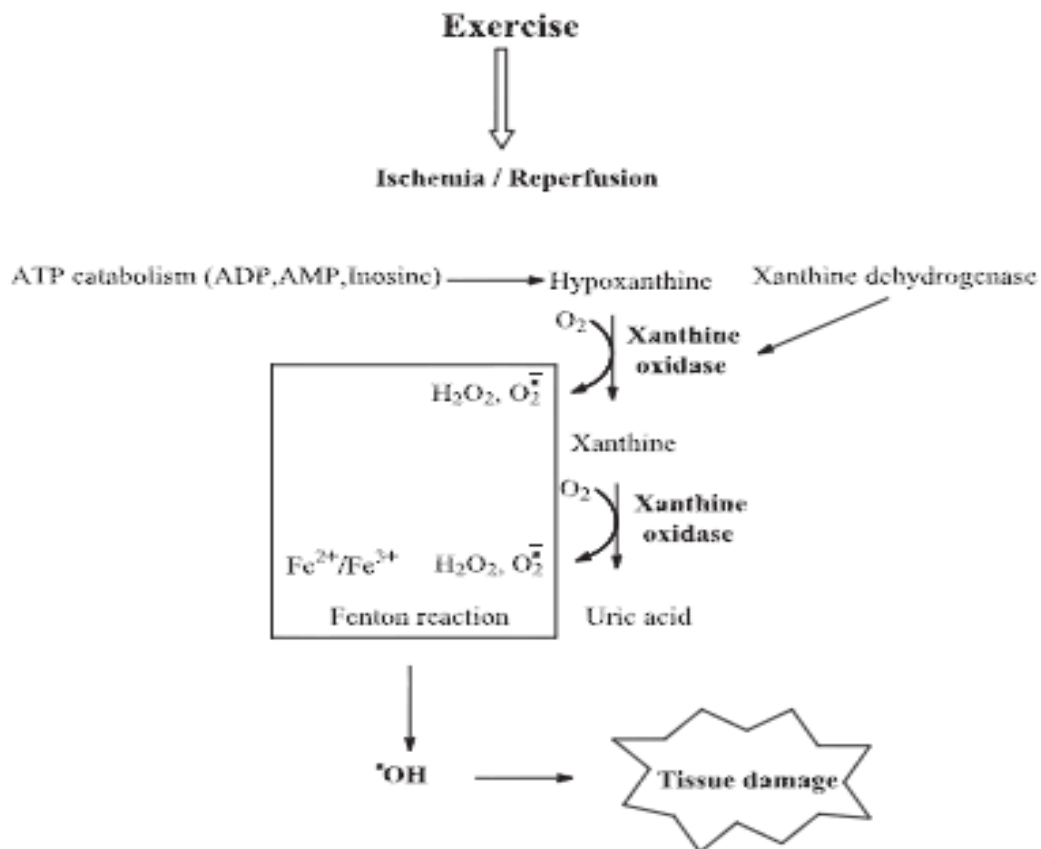 Exercise
Ischemia / Reperfusion
ATP catabolism (ADP,AMP,Inosine)
Hypoxanthine
Xanthine dehydrogenase
O₂
Xanthine
oxidase
H₂O₂, O₂•̅
Xanthine
O₂
Xanthine
oxidase
Fe²⁺/Fe³⁺
H₂O₂, O₂•̅
Fenton reaction
Uric acid
•OH
Tissue damage